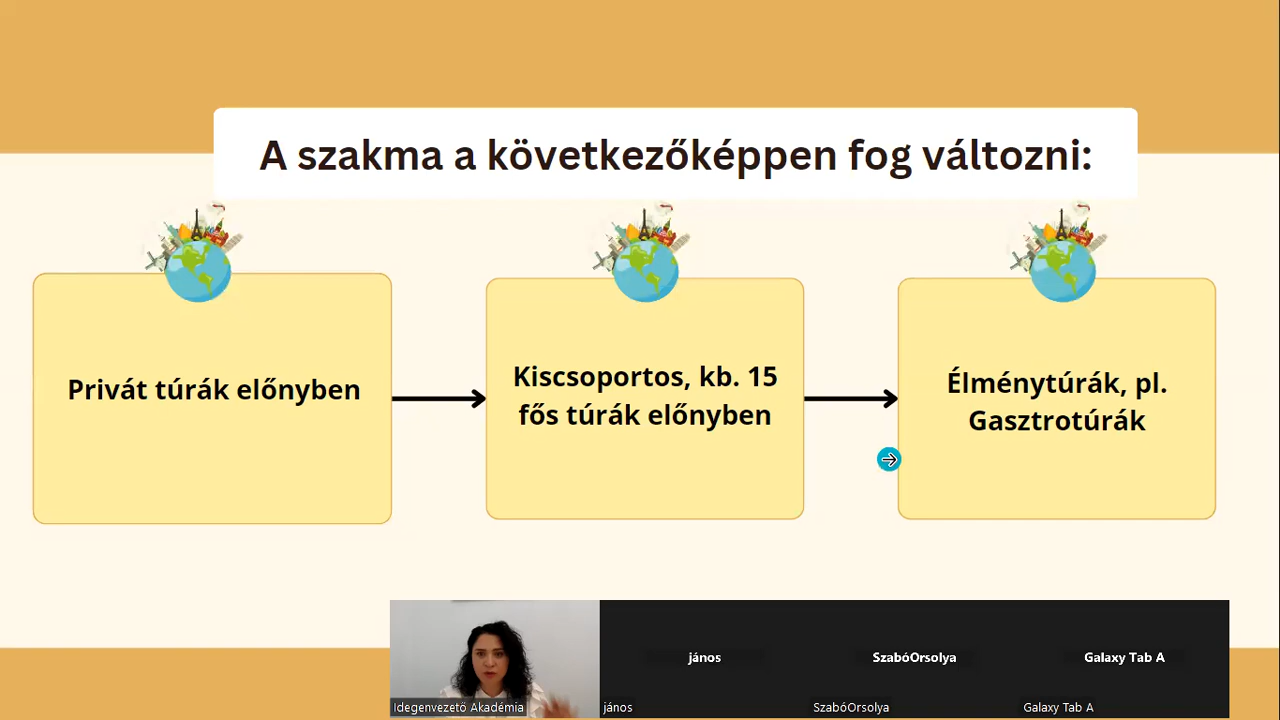 A szakma a következőképpen fog változni:
Privát túrák előnyben
Kiscsoportos, kb. 15
fős túrák előnyben
Élménytúrák, pl.
Gasztrotúrák
jános
SzabóOrsolya
Galaxy Tab A
Idegenvezető Akadémia
jános
SzabóOrsolya
Galaxy Tab A